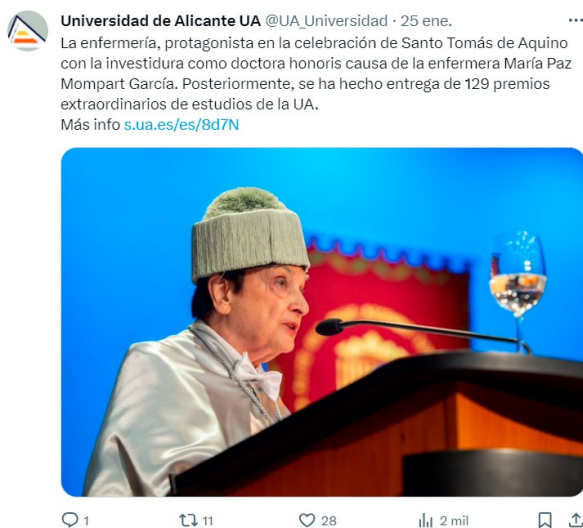 Universidad de Alicante UA @UA_Universidad · 25 ene.
La enfermería, protagonista en la celebración de Santo Tomás de Aquino
con la investidura como doctora honoris causa de la enfermera María Paz
Mompart García. Posteriormente, se ha hecho entrega de 129 premios
extraordinarios de estudios de la UA.
Más info s.ua.es/es/8d7N
1 11 28 2 mil